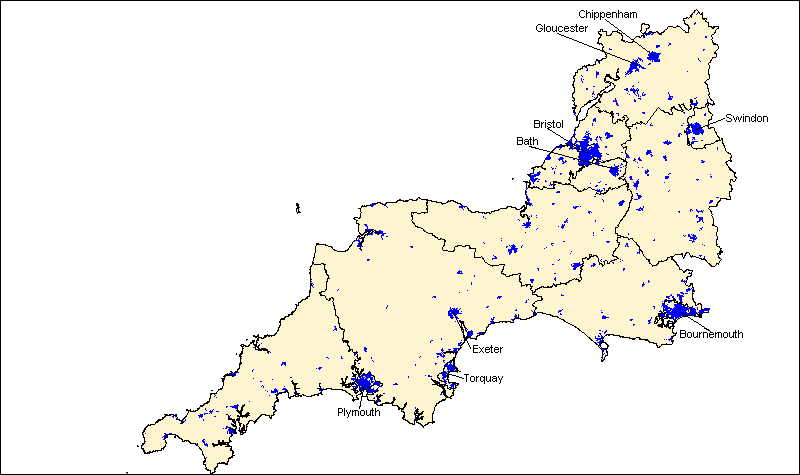 Chippenham
Gloucester
Swindon
Bristol
Bath
Bournemouth
Exeter
Torquay
Plymouth